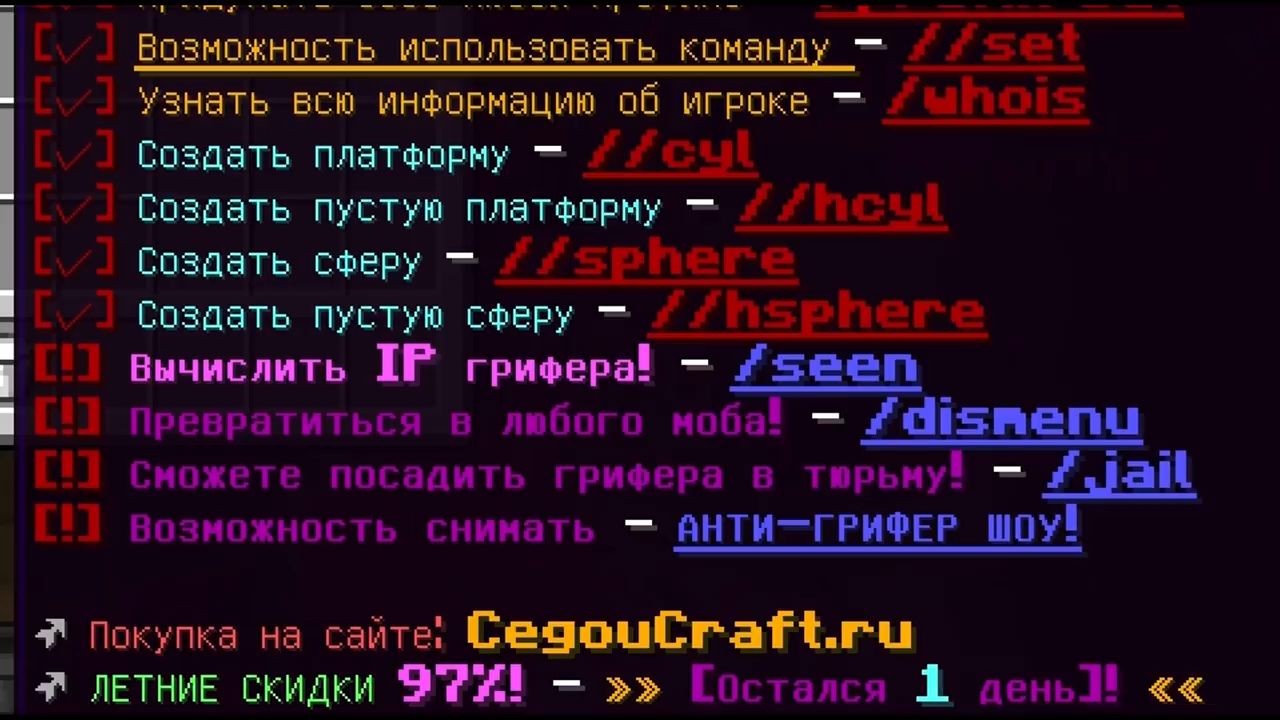 [✓] Возможность использовать команду – //set
[✓] Узнать всю информацию об игроке – /whois
[✓] Создать платформу – //cyl
[✓] Создать пустую платформу – //hcyl
[✓] Создать сферу – //sphere
[✓] Создать пустую сферу – //hsphere
[!] Вычислить IP грифера! – /seen
[!] Превратиться в любого моба! – /dismenu
[!] Сможете посадить грифера в тюрьму! – /jail
[!] Возможность снимать – АНТИ-ГРИФЕР ШОУ!
Покупка на сайте: CegouCraft.ru
ЛЕТНИЕ СКИДКИ 97%! – »» [Остался 1 день]! ««